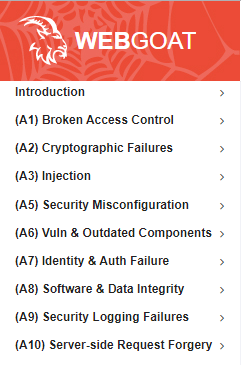 WEBGOAT
Introduction
(A1) Broken Access Control
(A2) Cryptographic Failures
(A3) Injection
(A5) Security Misconfiguration
(A6) Vuln & Outdated Components
(A7) Identity & Auth Failure
(A8) Software & Data Integrity
(A9) Security Logging Failures
(A10) Server-side Request Forgery